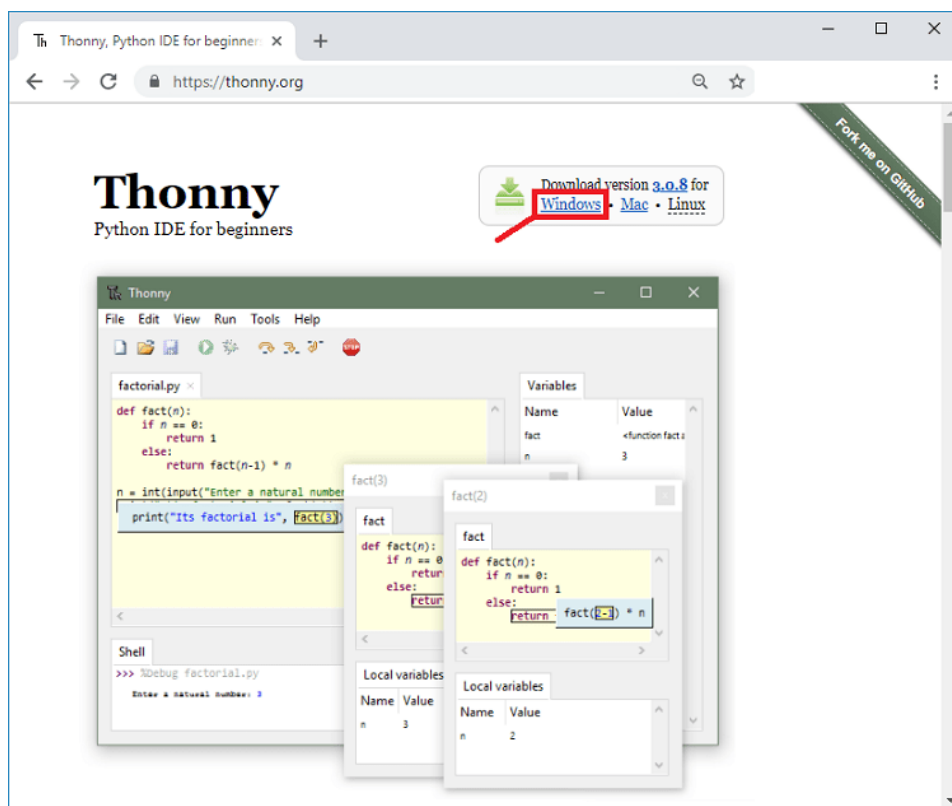 Th Thonny, Python IDE for beginner
https://thonny.org
Fork me on GitHub
Thonny
Python IDE for beginners
Download version 3.0.8 for
Windows • Mac • Linux
Thonny
File Edit View Run Tools Help
STOP
factorial.py
def fact(n):
if n == 0:
return 1
else:
return fact(n-1) * n
n = int(input("Enter a natural number
print("Its factorial is", fact(3))
Variables
Name Value
fact <function fact a
n 3
fact(3)
fact
def fact(n):
if n == 0
retur
else:
retur
Local variables
Name Value
n 3
fact(2)
fact
def fact(n):
if n == 0:
return 1
else:
return fact(2-1) * n
Local variables
Name Value
n 2
Shell
>>> %Debug factorial.py
Enter a natural number: 3